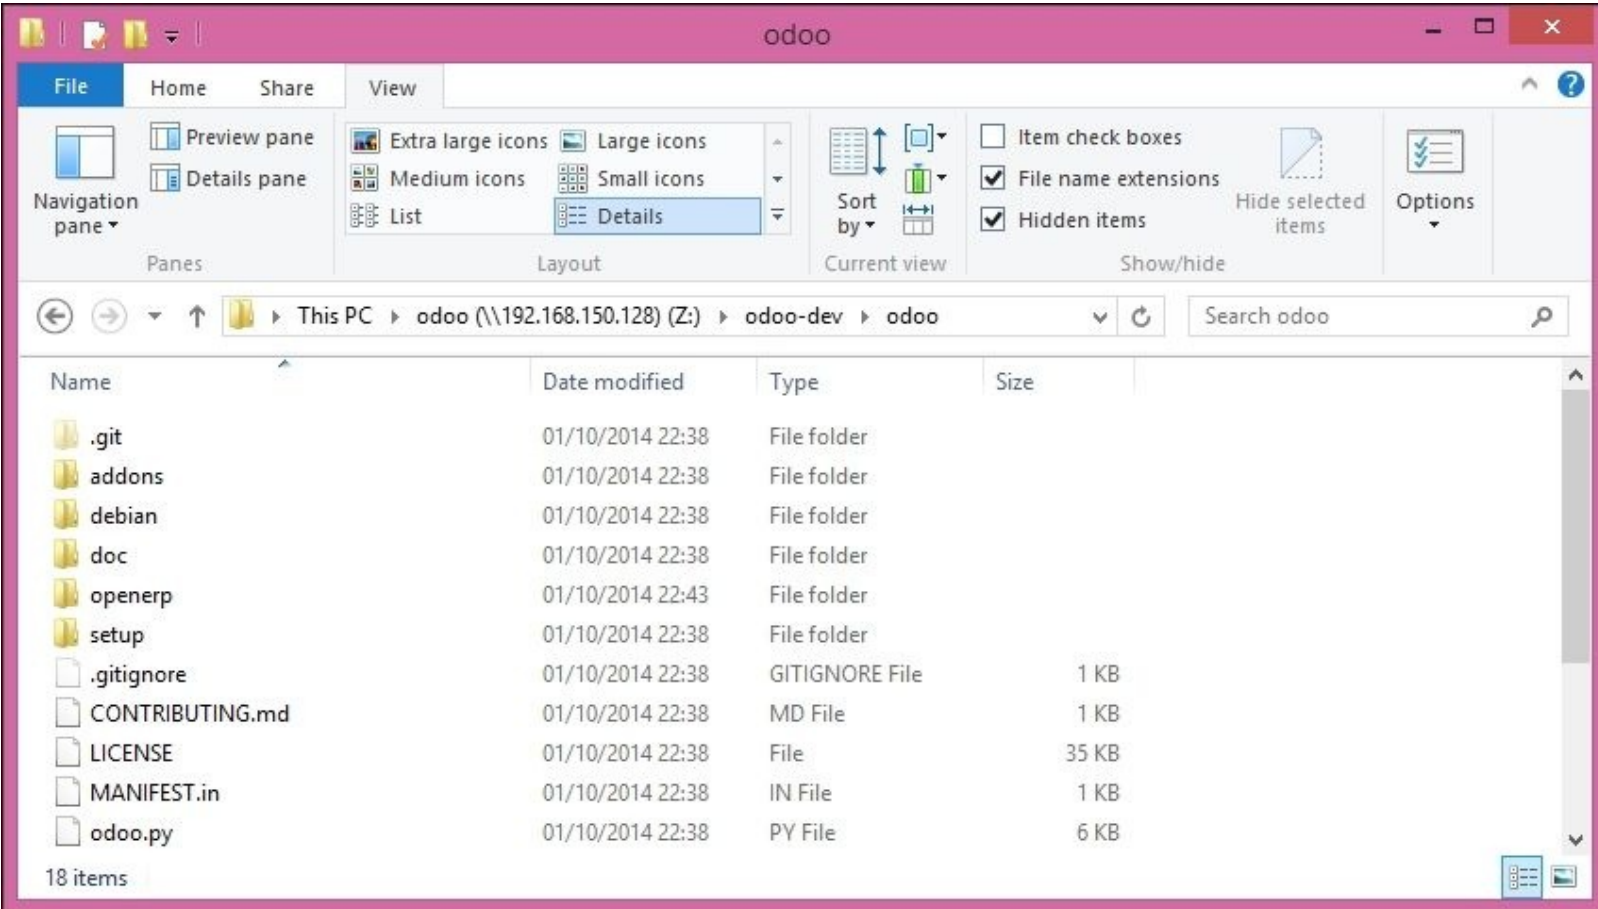 odoo
File Home Share View
Preview pane Extra large icons Large icons Item check boxes
Details pane Medium icons Small icons File name extensions
Navigation pane List Details Sort by Hidden items Hide selected items Options
Panes Layout Current view Show/hide
This PC odoo (\\192.168.150.128) (Z:) odoo-dev odoo Search odoo
Name Date modified Type Size
.git 01/10/2014 22:38 File folder
addons 01/10/2014 22:38 File folder
debian 01/10/2014 22:38 File folder
doc 01/10/2014 22:38 File folder
openerp 01/10/2014 22:43 File folder
setup 01/10/2014 22:38 File folder
.gitignore 01/10/2014 22:38 GITIGNORE File 1 KB
CONTRIBUTING.md 01/10/2014 22:38 MD File 1 KB
LICENSE 01/10/2014 22:38 File 35 KB
MANIFEST.in 01/10/2014 22:38 IN File 1 KB
odoo.py 01/10/2014 22:38 PY File 6 KB
18 items